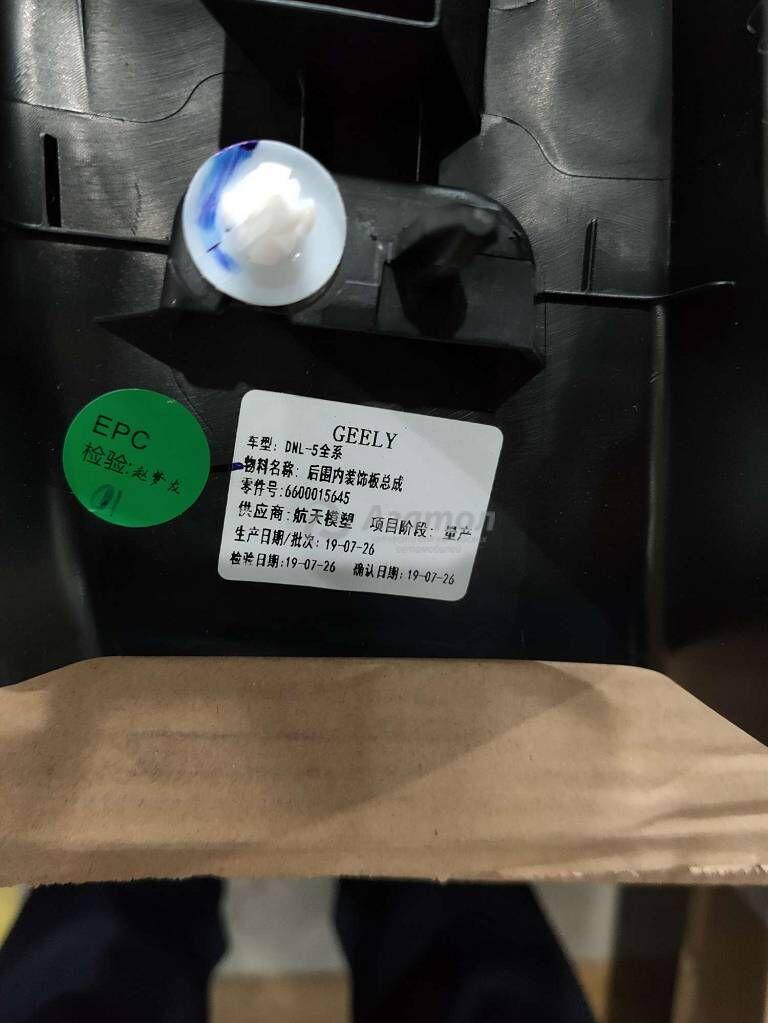 EPC
检验:
01
GEELY
车型: DNL-5全系
物料名称: 后围内装饰板总成
零件号:6600015645
供应商:航天模塑 项目阶段: 量产
生产日期/批次: 19-07-26
检验日期:19-07-26 确认日期:19-07-26
Азатол
автомобилей